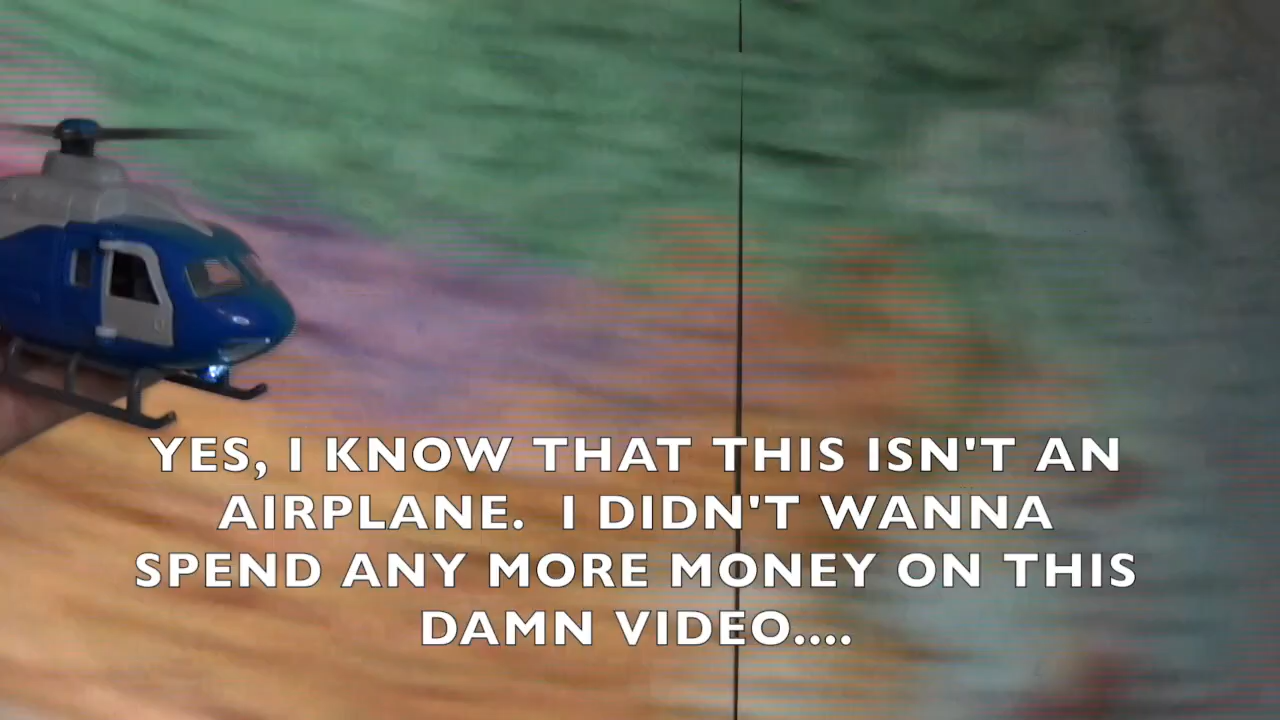 YES, I KNOW THAT THIS ISN'T AN
AIRPLANE.  I DIDN'T WANNA
SPEND ANY MORE MONEY ON THIS
DAMN VIDEO....